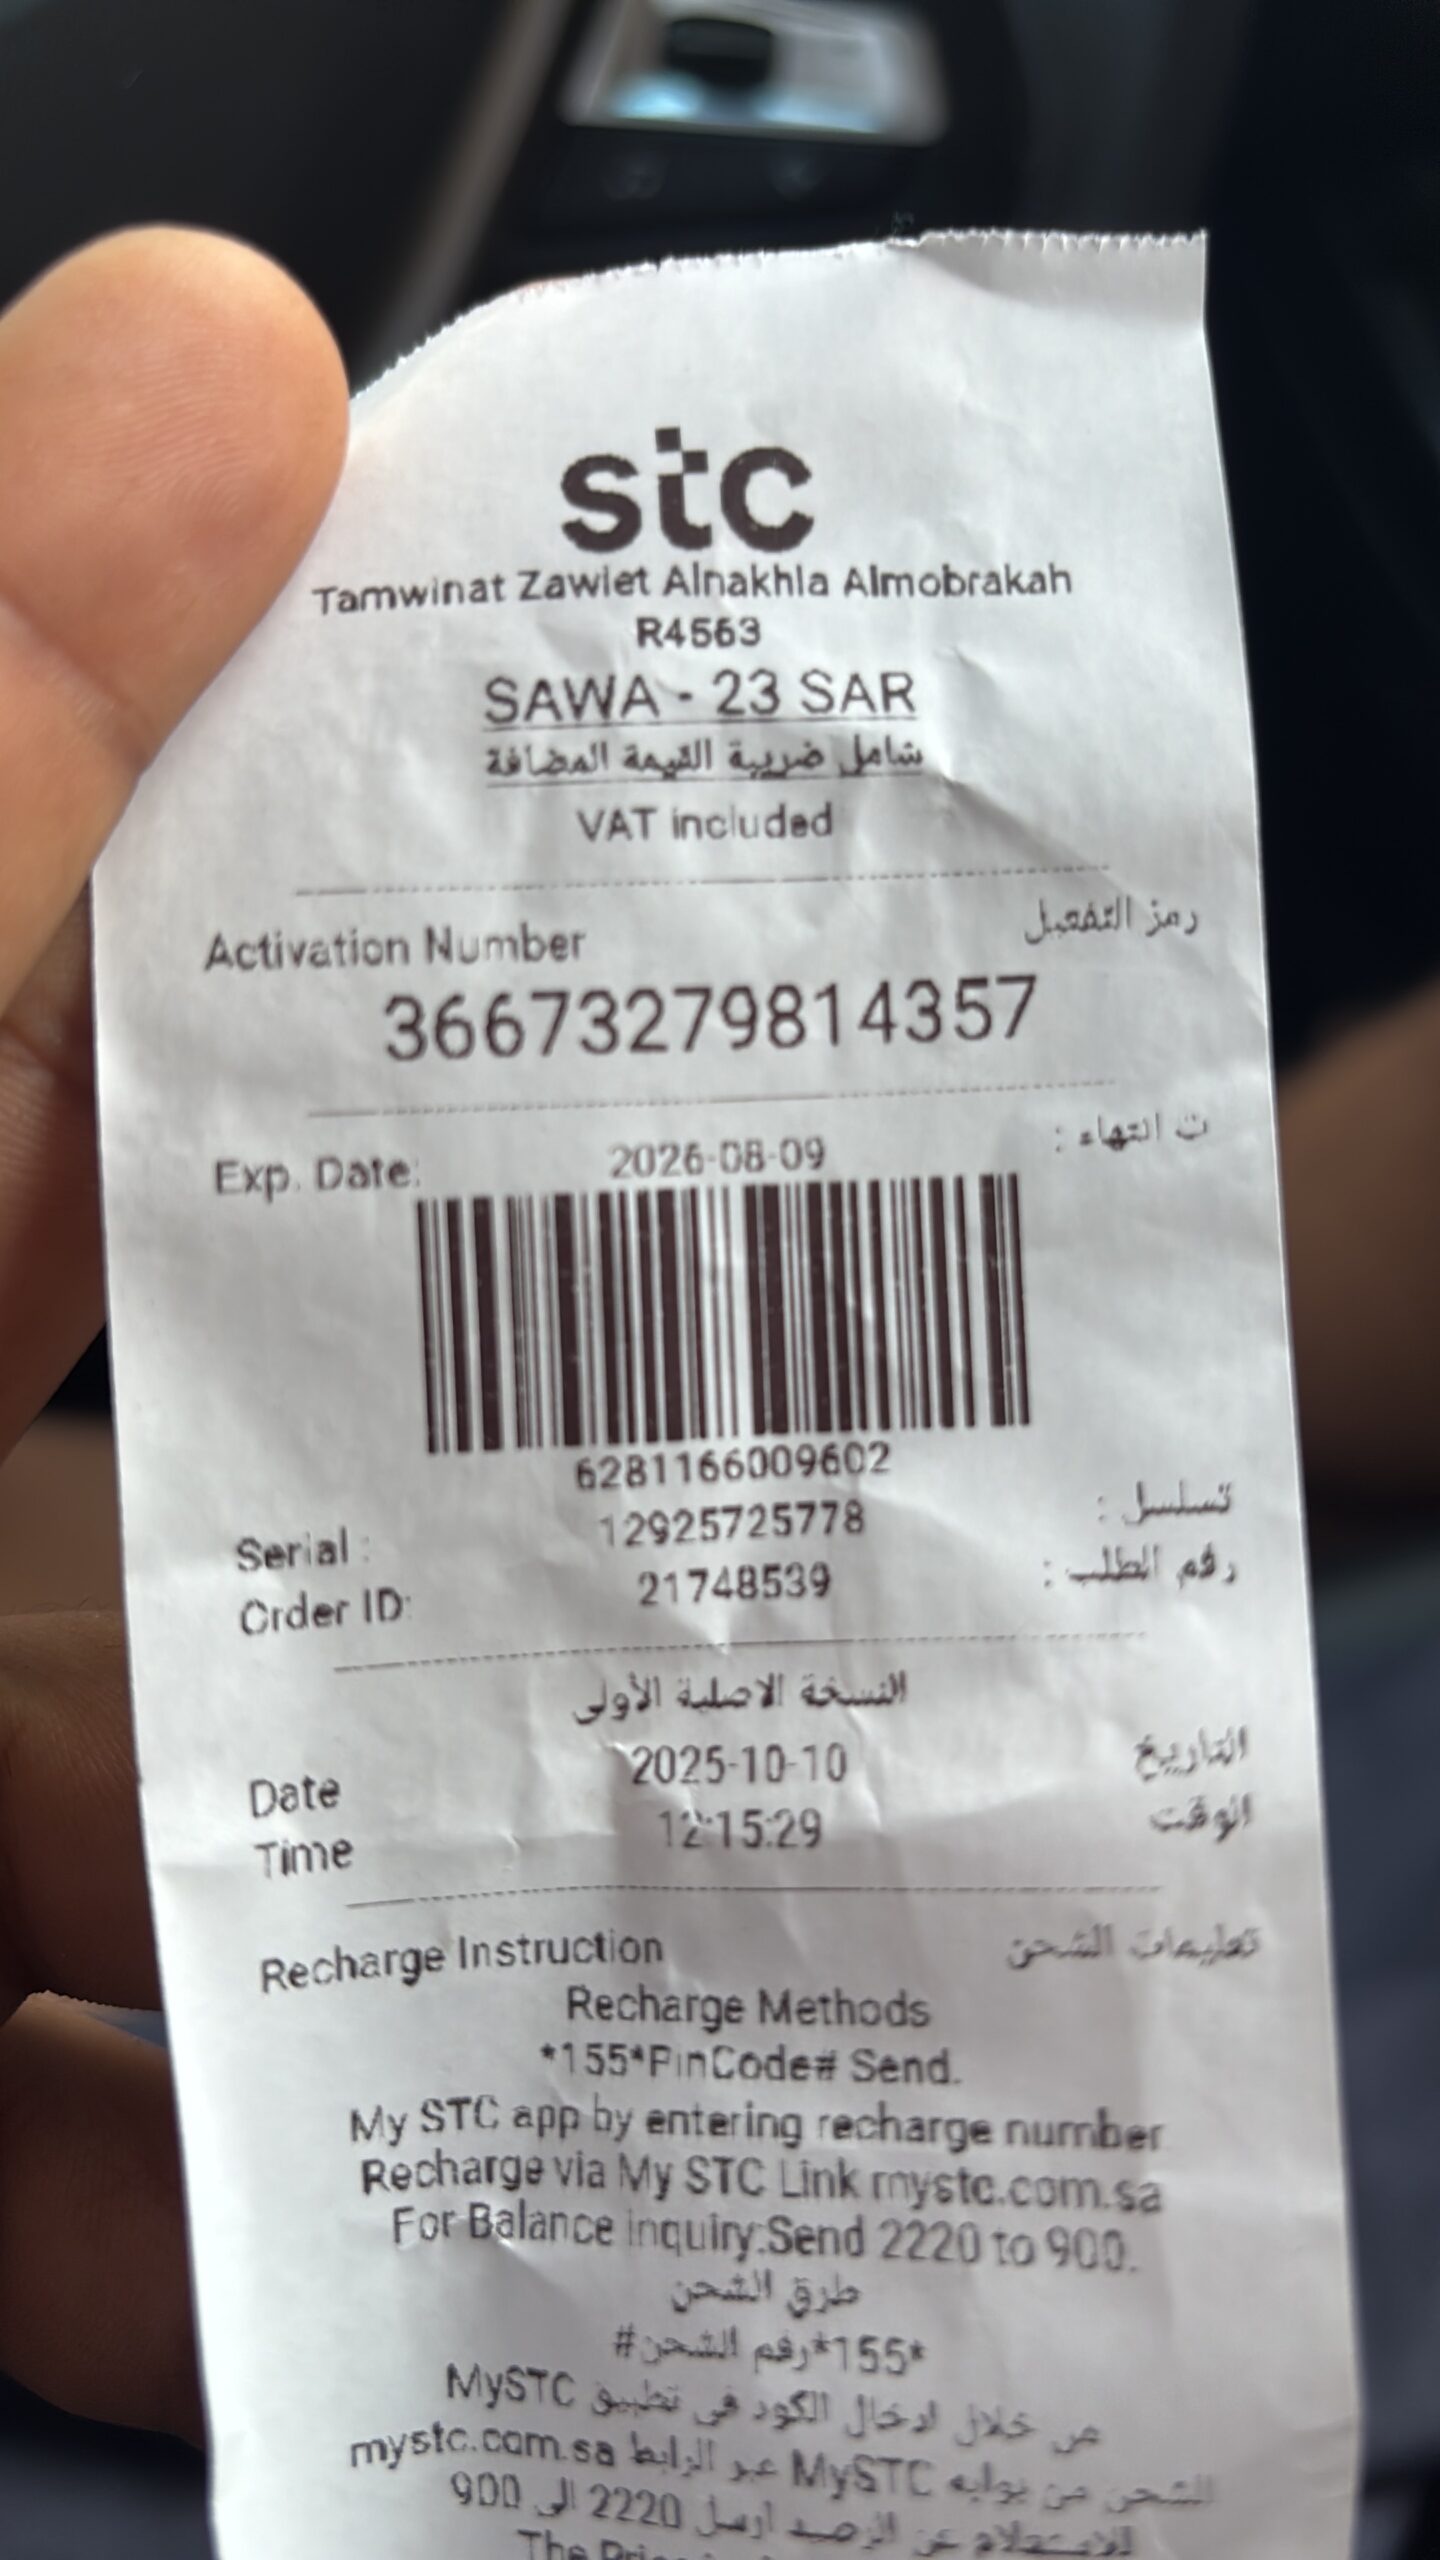 stc
Tamwinat Zawiet Alnakhla Almobrakah
R4563
SAWA - 23 SAR
شامل ضريبة القيمة المضافة
VAT included
Activation Number رمز التفعيل
36673279814357
Exp. Date: 2026-08-09 ت انتهاء :
6281166009602
Serial : 12925725778 تسلسل :
Order ID: 21748539 رقم الطلب :
النسخة الاصلية الأولى
Date 2025-10-10 التاريخ
Time 12:15:29 الوقت
Recharge Instruction تعليمات الشحن
Recharge Methods
*155*PinCode# Send.
My STC app by entering recharge number
Recharge via My STC Link mystc.com.sa
For Balance inquiry:Send 2220 to 900.
طرق الشحن
*155*رقم الشحن#
من خلال ادخال الكود في تطبيق MySTC
الشحن من بوابه MySTC عبر الرابط mystc.com.sa
للاستعلام عن الرصيد ارسل 2220 الى 900
The